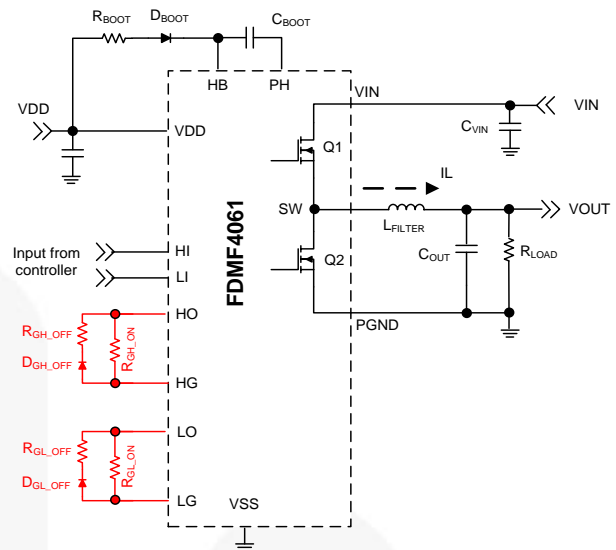 RBOOT DBOOT CBOOT
HB PH
VDD
VDD
VIN
VIN
CVIN
Q1
IL
SW
LFILTER
VOUT
COUT
RLOAD
Q2
PGND
FDMF4061
Input from
controller
HI
LI
HO
RGH_OFF
DGH_OFF
RGH_ON
HG
LO
RGL_OFF
DGL_OFF
RGL_ON
LG
VSS